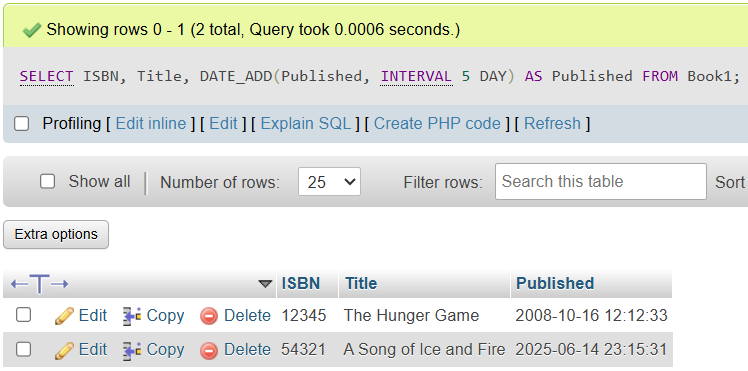 Showing rows 0 - 1 (2 total, Query took 0.0006 seconds.)
SELECT ISBN, Title, DATE_ADD(Published, INTERVAL 5 DAY) AS Published FROM Book1;
Profiling [ Edit inline ] [ Edit ] [ Explain SQL ] [ Create PHP code ] [ Refresh ]
Show all Number of rows: 25 Filter rows: Search this table Sort
Extra options
ISBN Title Published
Edit Copy Delete 12345 The Hunger Game 2008-10-16 12:12:33
Edit Copy Delete 54321 A Song of Ice and Fire 2025-06-14 23:15:31